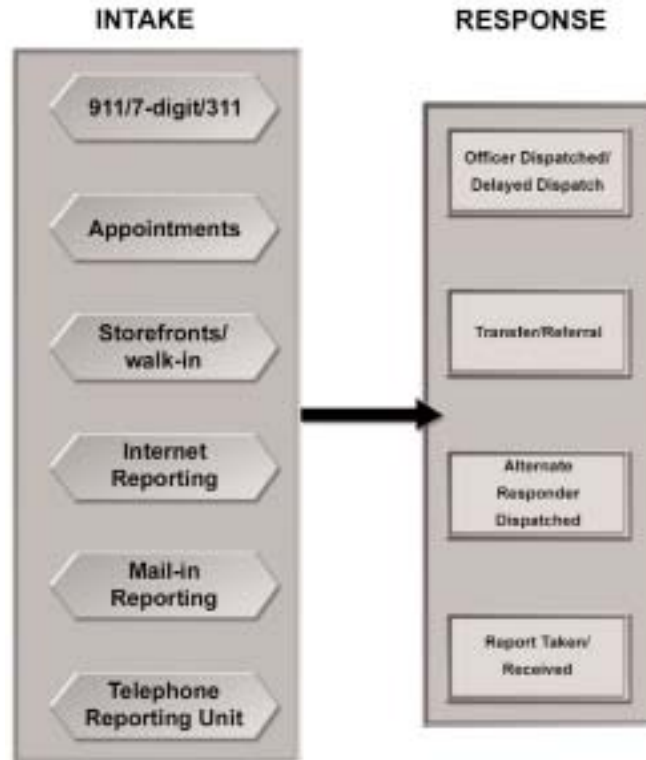 INTAKE
911/7-digit/311
Appointments
Storefronts/
walk-in
Internet
Reporting
Mail-in
Reporting
Telephone
Reporting Unit
RESPONSE
Officer Dispatched/
Delayed Dispatch
Transfer/Referral
Alternate
Responder
Dispatched
Report Taken/
Received